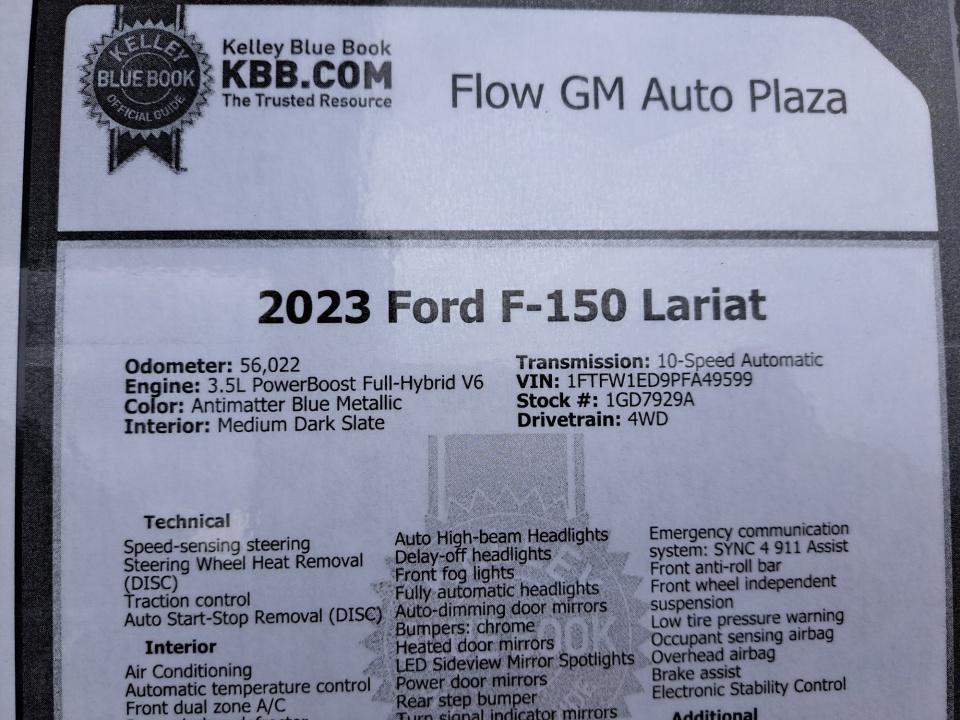 KELLEY
BLUE BOOK
OFFICIAL GUIDE
Kelley Blue Book
KBB.COM
The Trusted Resource
Flow GM Auto Plaza
2023 Ford F-150 Lariat
Odometer: 56,022
Engine: 3.5L PowerBoost Full-Hybrid V6
Color: Antimatter Blue Metallic
Interior: Medium Dark Slate
Transmission: 10-Speed Automatic
VIN: 1FTFW1ED9PFA49599
Stock #: 1GD7929A
Drivetrain: 4WD
Technical
Speed-sensing steering
Steering Wheel Heat Removal
(DISC)
Traction control
Auto Start-Stop Removal (DISC)
Interior
Air Conditioning
Automatic temperature control
Front dual zone A/C
Auto High-beam Headlights
Delay-off headlights
Front fog lights
Fully automatic headlights
Auto-dimming door mirrors
Bumpers: chrome
Heated door mirrors
LED Sideview Mirror Spotlights
Power door mirrors
Rear step bumper
Turn signal indicator mirrors
Emergency communication
system: SYNC 4 911 Assist
Front anti-roll bar
Front wheel independent
suspension
Low tire pressure warning
Occupant sensing airbag
Overhead airbag
Brake assist
Electronic Stability Control
Additional